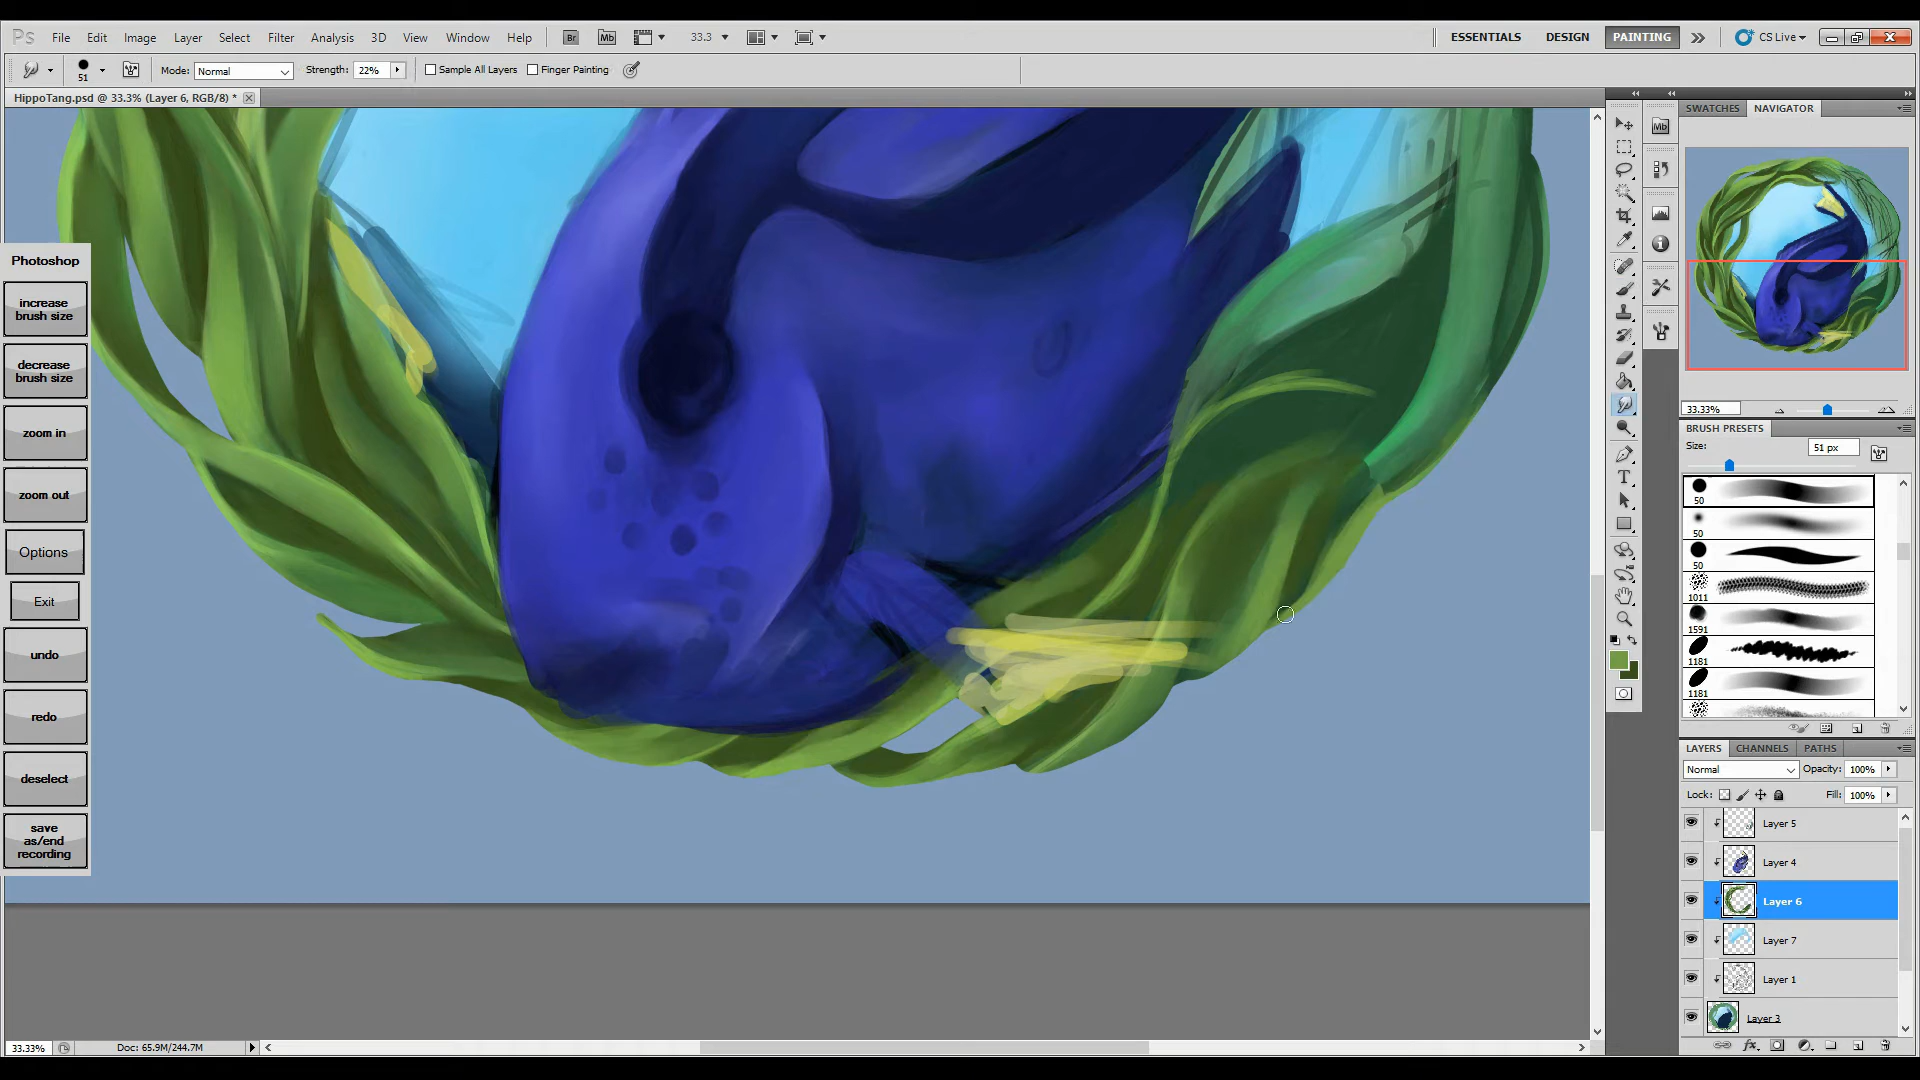 Ps File Edit Image Layer Select Filter Analysis 3D View Window Help Br Mb 33.3 ESSENTIALS DESIGN PAINTING CS Live
51 Mode: Normal Strength: 22% Sample All Layers Finger Painting
HippoTang.psd @ 33.3% (Layer 6, RGB/8) *
SWATCHES NAVIGATOR
Mb
Photoshop
increase
brush size
decrease
brush size
zoom in
zoom out
Options
Exit
undo
redo
deselect
save
as/end
recording
33.33%
BRUSH PRESETS
Size: 51 px
50
50
50
1011
1591
1181
1181
LAYERS CHANNELS PATHS
Normal Opacity: 100%
Lock: Fill: 100%
Layer 5
Layer 4
Layer 6
Layer 7
Layer 1
Layer 3
fx
33.33% Doc: 65.9M/244.7M